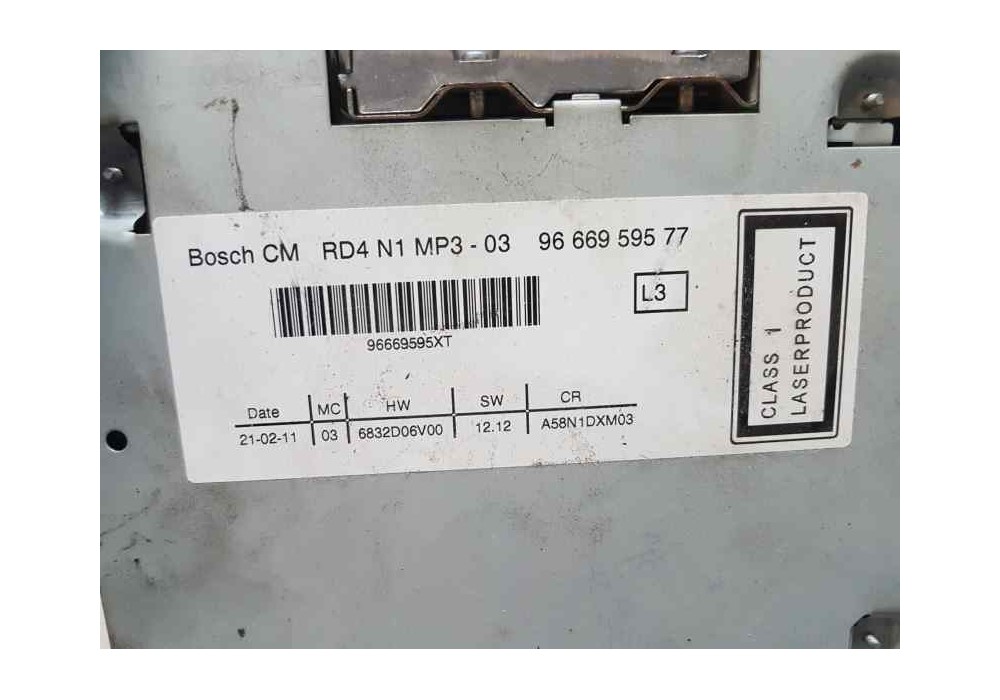 Bosch CM RD4 N1 MP3 - 03 96 669 595 77
L3
96669595XT
Date MC HW SW CR
21-02-11 03 6832D06V00 12.12 A58N1DXM03
CLASS 1
LASERPRODUCT